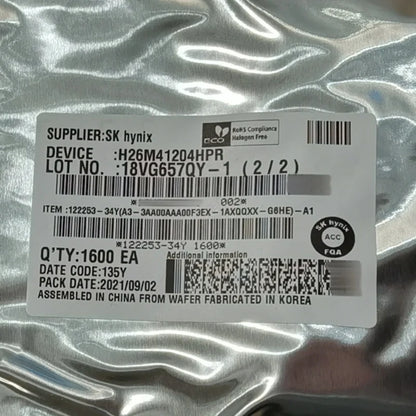 SUPPLIER:SK hynix
eco
RoHS Compliance
Halogen Free
DEVICE :H26M41204HPR
LOT NO. :18VG657QY-1 (2/2)
* 002*
ITEM :122253-34Y(A3-3AA00AAA00F3EX-1AXQQXX-G6HE)-A1
SK hynix
ACC
FQA
*122253-34Y 1600*
Q'TY:1600 EA
Additional information
DATE CODE:135Y
PACK DATE:2021/09/02
ASSEMBLED IN CHINA FROM WAFER FABRICATED IN KOREA